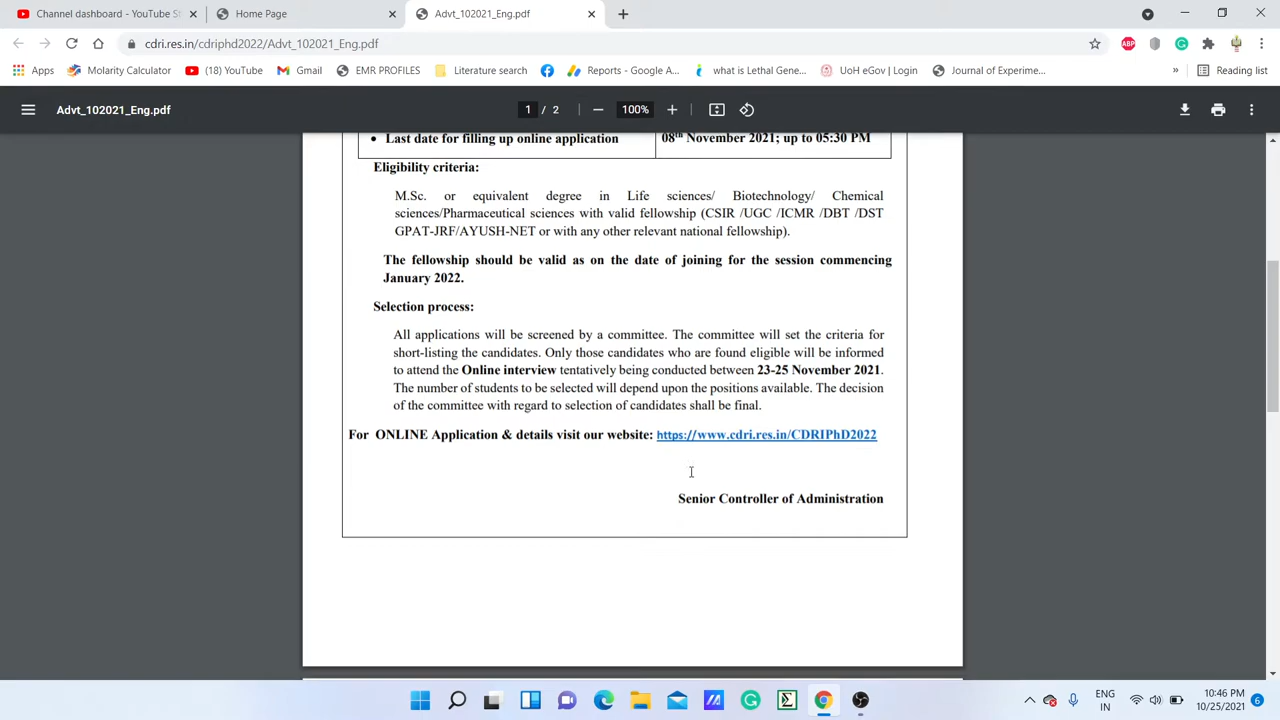 Channel dashboard - YouTube St
Home Page
Advt_102021_Eng.pdf
cdri.res.in/cdriphd2022/Advt_102021_Eng.pdf
ABP
Apps
Molarity Calculator
(18) YouTube
Gmail
EMR PROFILES
Literature search
Reports - Google A...
what is Lethal Gene...
UoH eGov | Login
Journal of Experime...
»
Reading list
Advt_102021_Eng.pdf
1 / 2
100%
• Last date for filling up online application
08th November 2021; up to 05:30 PM
Eligibility criteria:
M.Sc. or equivalent degree in Life sciences/ Biotechnology/ Chemical
sciences/Pharmaceutical sciences with valid fellowship (CSIR /UGC /ICMR /DBT /DST
GPAT-JRF/AYUSH-NET or with any other relevant national fellowship).
The fellowship should be valid as on the date of joining for the session commencing
January 2022.
Selection process:
All applications will be screened by a committee. The committee will set the criteria for
short-listing the candidates. Only those candidates who are found eligible will be informed
to attend the Online interview tentatively being conducted between 23-25 November 2021.
The number of students to be selected will depend upon the positions available. The decision
of the committee with regard to selection of candidates shall be final.
For ONLINE Application & details visit our website: https://www.cdri.res.in/CDRIPhD2022
Senior Controller of Administration
ENG
IN
10:46 PM
10/25/2021
6